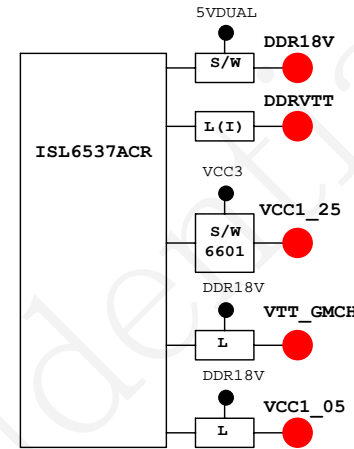 5VDUAL
DDR18V
S/W
DDRVTT
L(I)
ISL6537ACR
VCC3
VCC1_25
S/W
6601
DDR18V
VTT_GMCH
L
DDR18V
VCC1_05
L